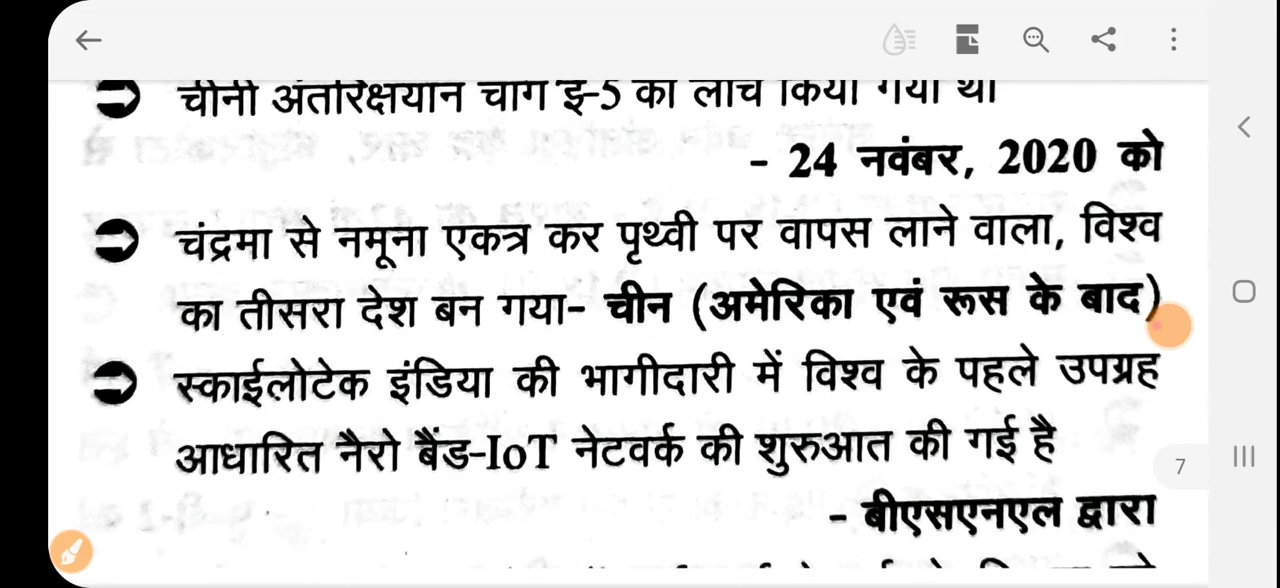 चीनी अंतरिक्षयान चांग ई-5 को लांच किया गया था
- 24 नवंबर, 2020 को
चंद्रमा से नमूना एकत्र कर पृथ्वी पर वापस लाने वाला, विश्व
का तीसरा देश बन गया- चीन (अमेरिका एवं रूस के बाद)
स्काईलोटेक इंडिया की भागीदारी में विश्व के पहले उपग्रह
आधारित नैरो बैंड-IoT नेटवर्क की शुरुआत की गई है
7
- बीएसएनएल द्वारा